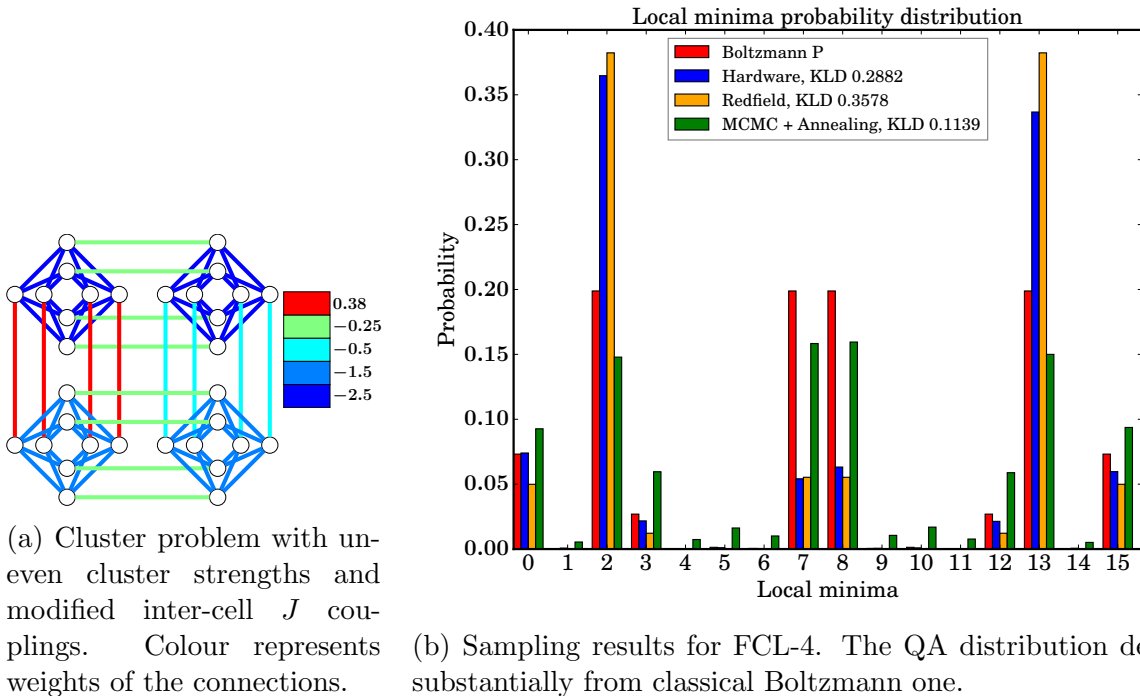 Local minima probability distribution
0.40
0.35
0.30
0.25
0.20
0.15
0.10
0.05
0.00
Probability
Boltzmann P
Hardware, KLD 0.2882
Redfield, KLD 0.3578
MCMC + Annealing, KLD 0.1139
0 1 2 3 4 5 6 7 8 9 10 11 12 13 14 15
Local minima
0.38
−0.25
−0.5
−1.5
−2.5
(a) Cluster problem with un-
even cluster strengths and
modified inter-cell J cou-
plings. Colour represents
weights of the connections.
(b) Sampling results for FCL-4. The QA distribution de
substantially from classical Boltzmann one.